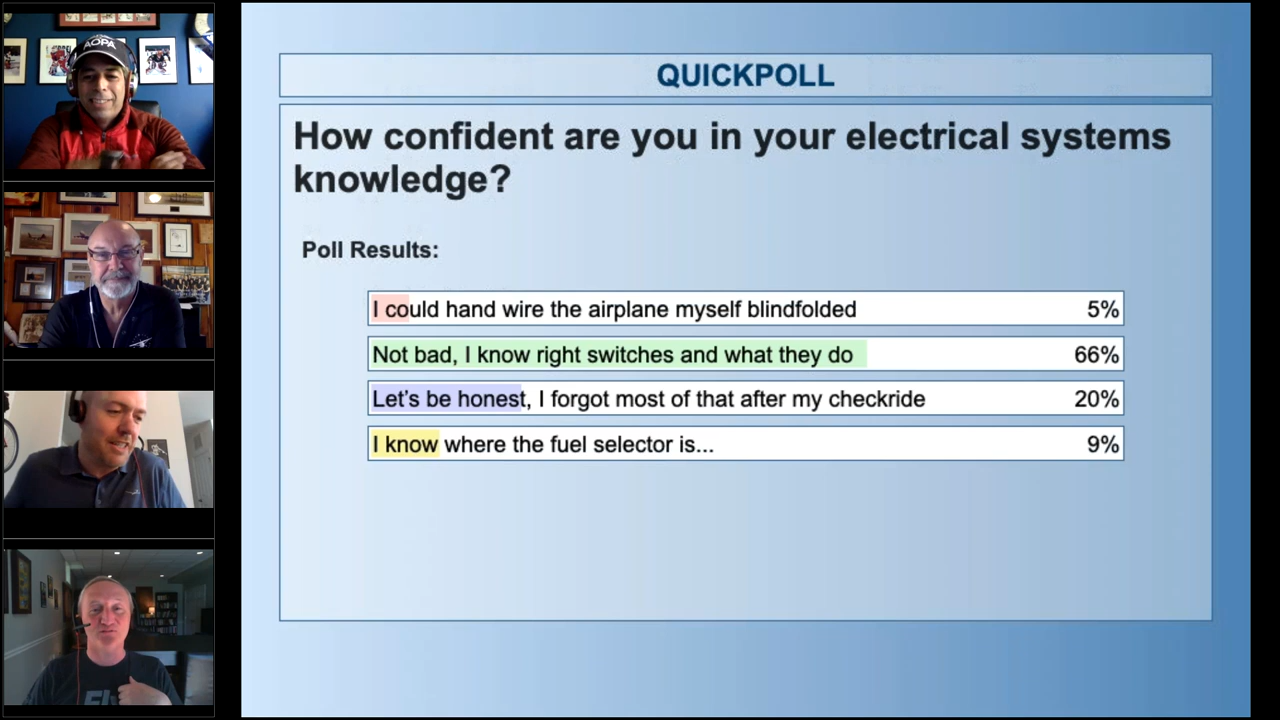 AOPA
QUICKPOLL
How confident are you in your electrical systems
knowledge?
Poll Results:
I could hand wire the airplane myself blindfolded 5%
Not bad, I know right switches and what they do 66%
Let's be honest, I forgot most of that after my checkride 20%
I know where the fuel selector is... 9%